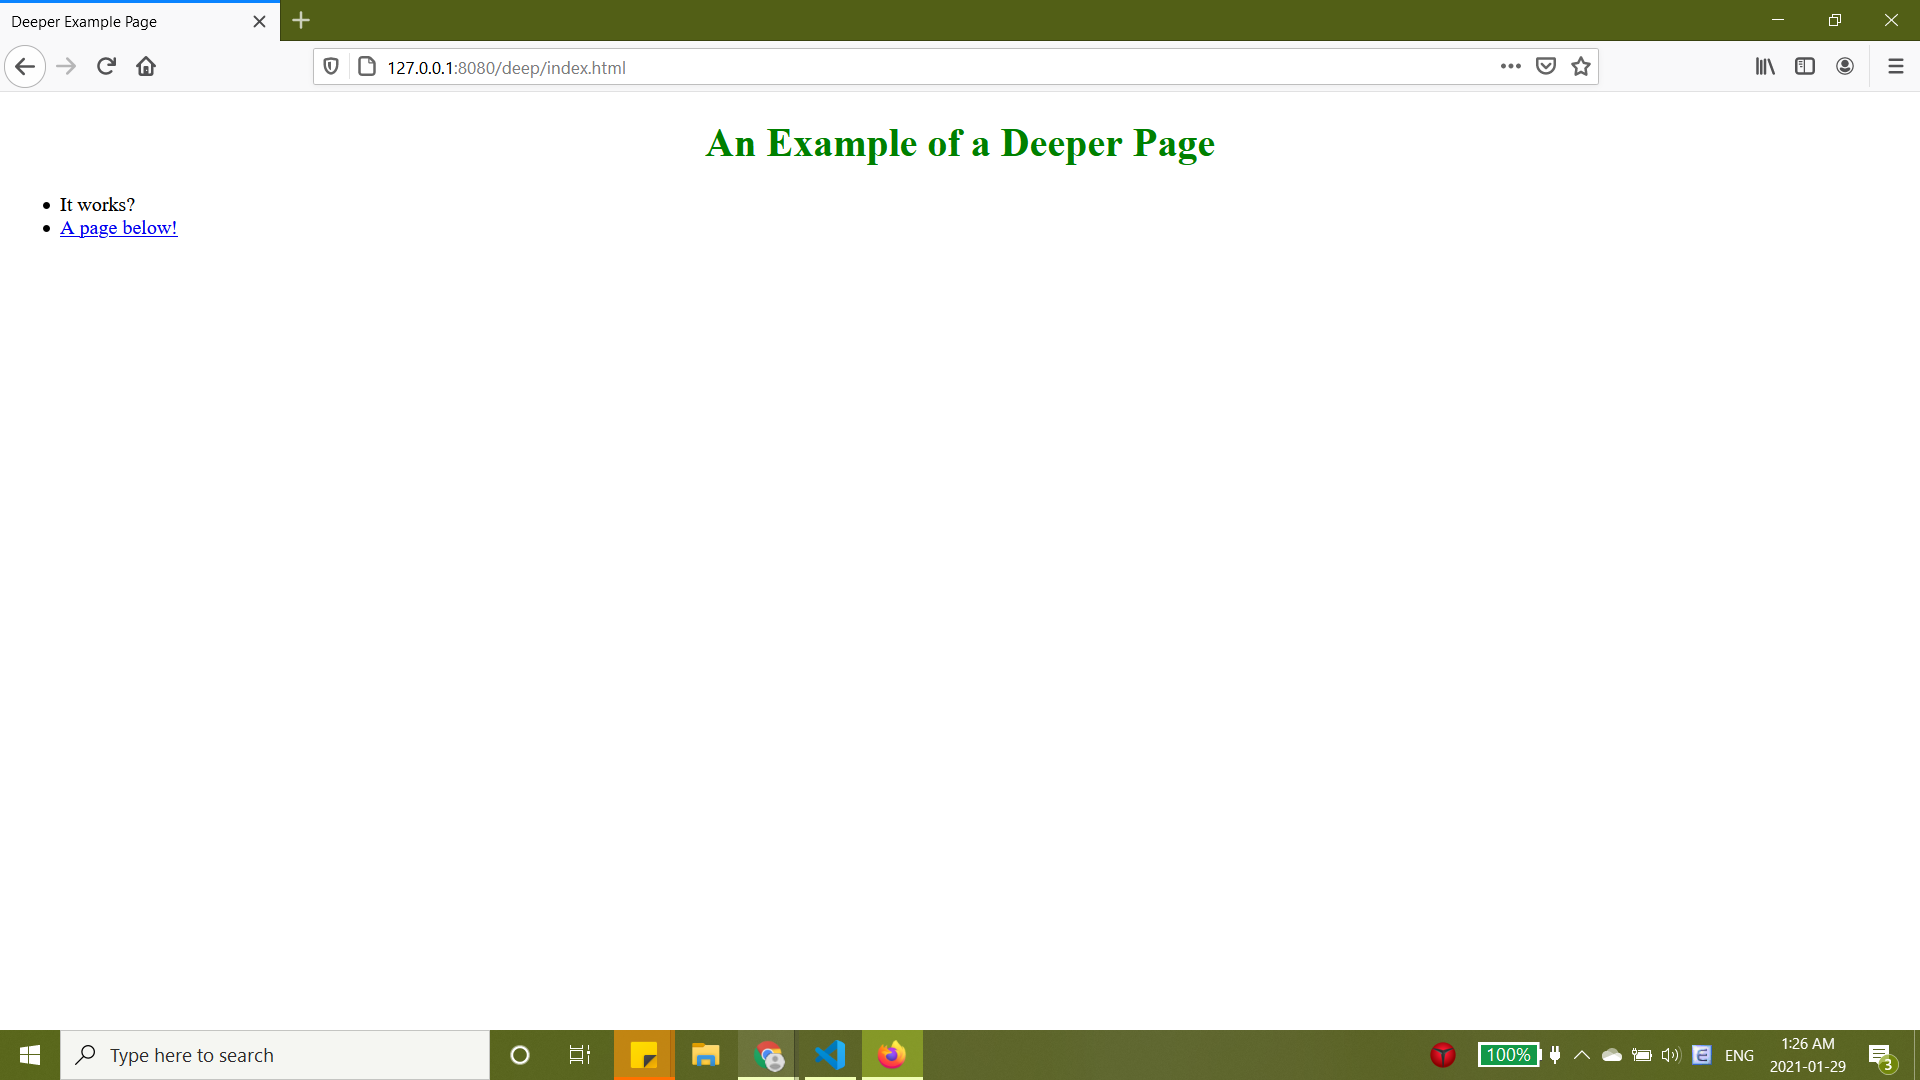 Deeper Example Page
127.0.0.1:8080/deep/index.html
An Example of a Deeper Page
It works?
A page below!
Type here to search
100%
ENG
1:26 AM
2021-01-29
3